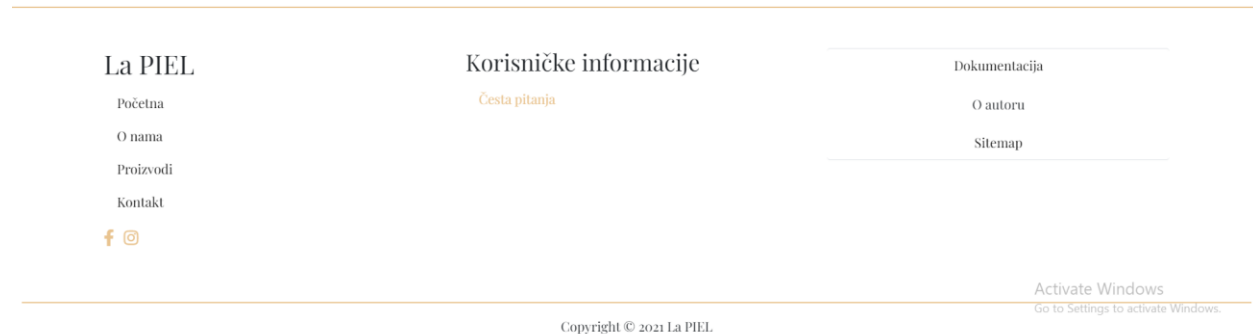 La PIEL
Početna
O nama
Proizvodi
Kontakt
Korisničke informacije
Česta pitanja
Dokumentacija
O autoru
Sitemap
Activate Windows
Go to Settings to activate Windows.
Copyright © 2021 La PIEL